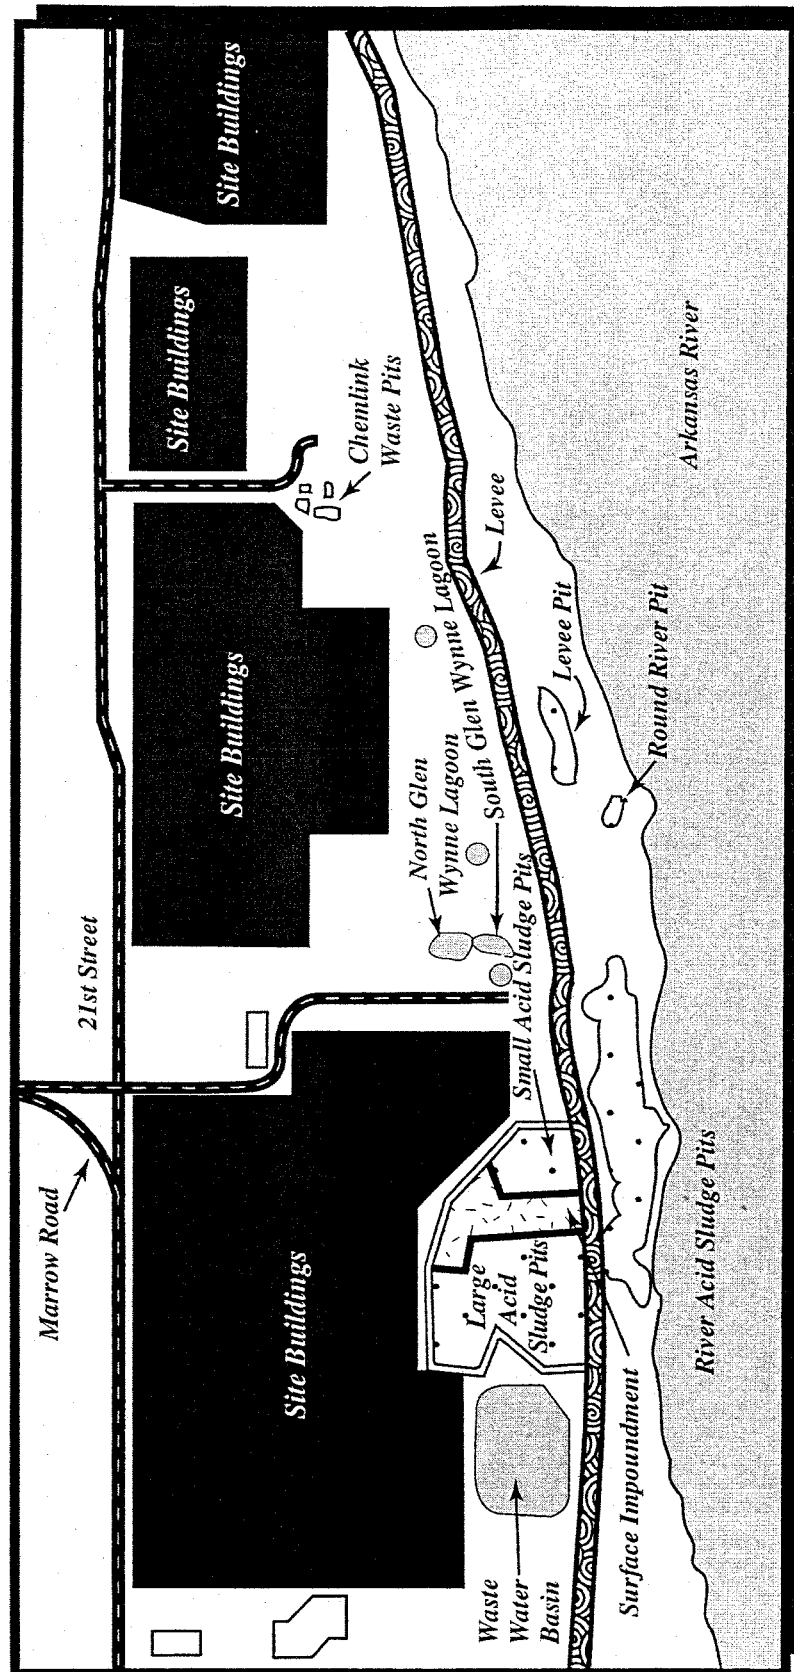 Marrow Road
21st Street
Site Buildings
Site Buildings
Site Buildings
Site Buildings
Chemlink
Waste Pits
North Glen
Wynne Lagoon
South Glen Wynne Lagoon
Small Acid Sludge Pits
Large
Acid
Sludge Pits
Waste
Water
Basin
Levee
Levee Pit
Round River Pit
Surface Impoundment
River Acid Sludge Pits
Arkansas River